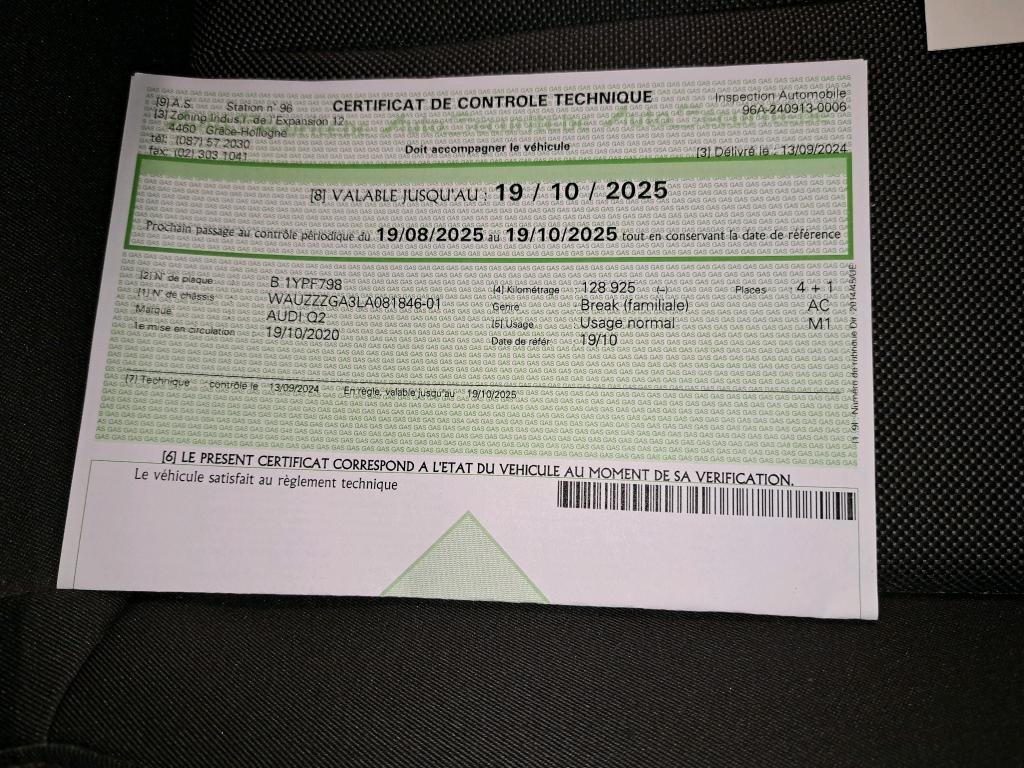 [9] A.S. Station n° 96
CERTIFICAT DE CONTROLE TECHNIQUE
Inspection Automobile
[3] Zoning Indus. de l'Expansion 12
96A-240913-0006
4460 Grâce-Hollogne
tél: (087) 57 2030
Doit accompagner le véhicule
fax: (02) 303 1041
[3] Délivré le : 13/09/2024
[8] VALABLE JUSQU'AU : 19 / 10 / 2025
Prochain passage au contrôle périodique du 19/08/2025 au 19/10/2025 tout en conservant la date de référence
[2] N° de plaque B 1YPF798 [4] Kilométrage 128 925 (-) Places 4 + 1
[1] N° de châssis WAUZZZGA3LA081846-01 Genre Break (familiale) AC
Marque AUDI Q2 [5] Usage Usage normal M1
1e mise en circulation 19/10/2020 Date de référ 19/10
[7] Technique : contrôlé le 13/09/2024 En règle, valable jusqu'au 19/10/2025
[6] LE PRESENT CERTIFICAT CORRESPOND A L'ETAT DU VEHICULE AU MOMENT DE SA VERIFICATION.
Le véhicule satisfait au règlement technique